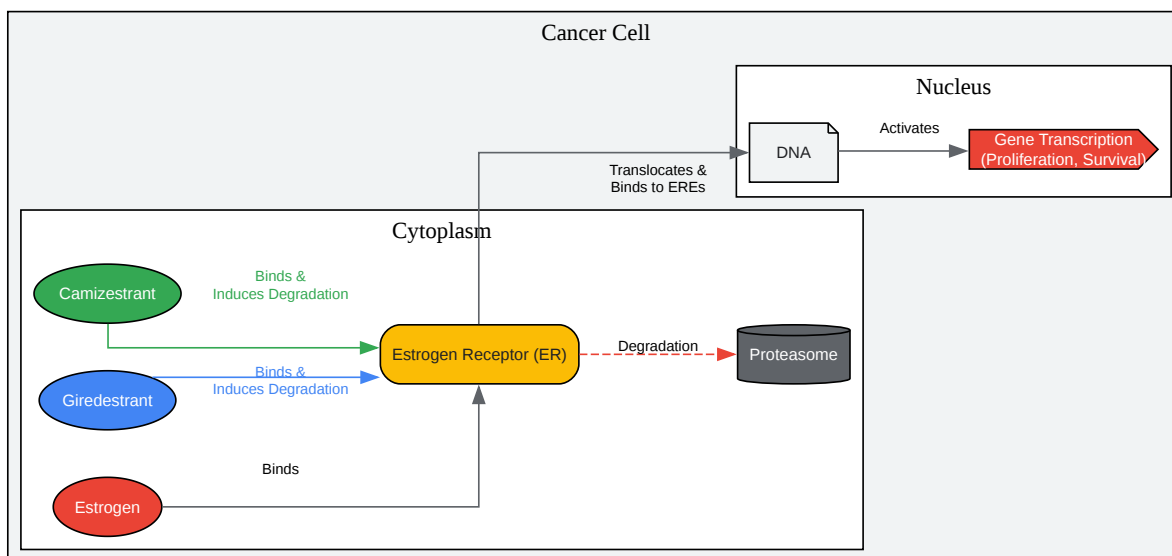 Cancer Cell
Nucleus
DNA
Activates
Gene Transcription
(Proliferation, Survival)
Translocates &
Binds to EREs
Cytoplasm
Camizestrant
Binds &
Induces Degradation
Estrogen Receptor (ER)
Degradation
Proteasome
Giredestrant
Binds &
Induces Degradation
Binds
Estrogen